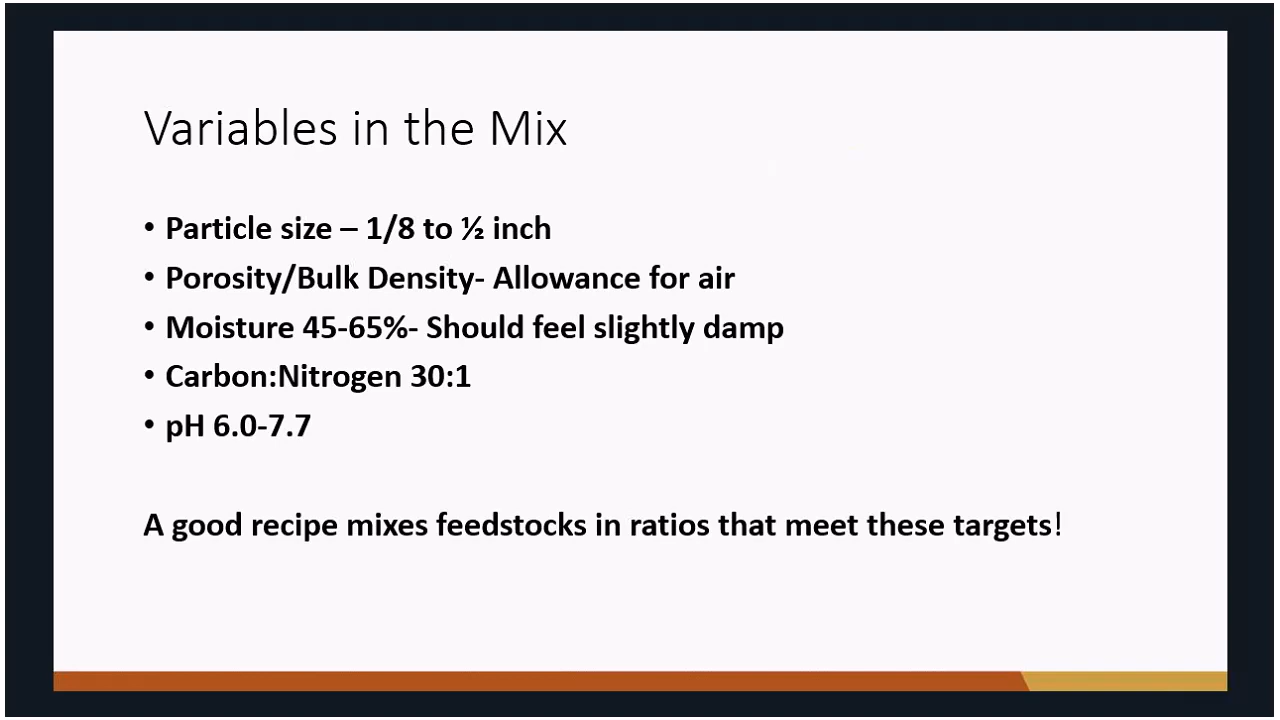 Variables in the Mix
• Particle size – 1/8 to ½ inch
• Porosity/Bulk Density- Allowance for air
• Moisture 45-65%- Should feel slightly damp
• Carbon:Nitrogen 30:1
• pH 6.0-7.7
A good recipe mixes feedstocks in ratios that meet these targets!